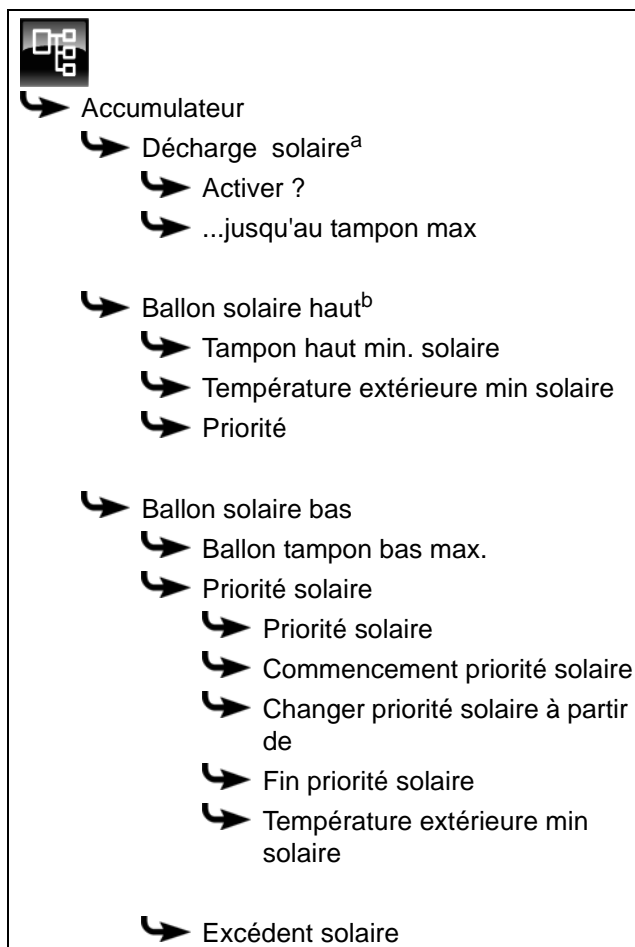 Accumulateur
Décharge solaire^a
Activer ?
...jusqu'au tampon max
Ballon solaire haut^b
Tampon haut min. solaire
Température extérieure min solaire
Priorité
Ballon solaire bas
Ballon tampon bas max.
Priorité solaire
Priorité solaire
Commencement priorité solaire
Changer priorité solaire à partir
de
Fin priorité solaire
Température extérieure min
solaire
Excédent solaire